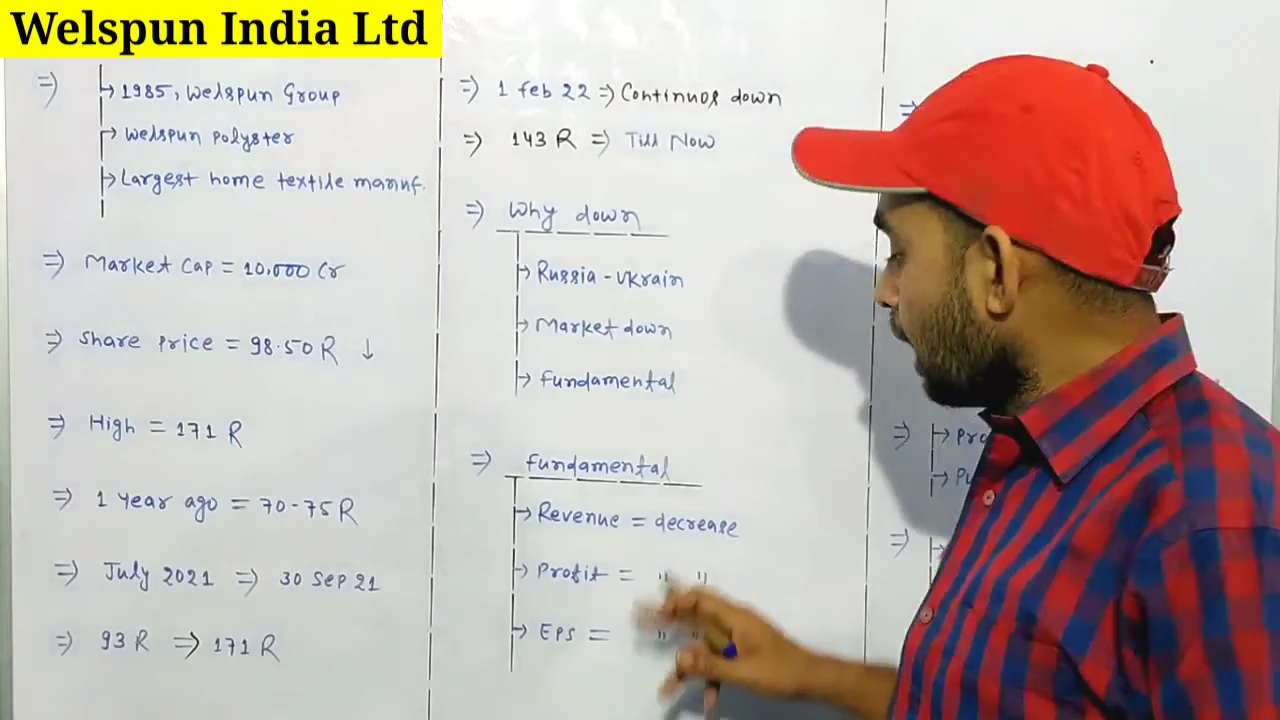 Welspun India Ltd
⇒ → 1985, Welspun Group
→ Welspun Polyster
→ Largest home textile manuf.
⇒ Market Cap = 10,000 Cr
⇒ Share Price = 98.50 R ↓
⇒ High = 171 R
⇒ 1 Year ago = 70-75 R
⇒ July 2021 ⇒ 30 Sep 21
⇒ 93 R ⇒ 171 R
⇒ 1 Feb 22 ⇒ Continuos down
⇒ 143 R ⇒ Till Now
⇒ Why down
→ Russia - Ukrain
→ Market down
→ Fundamental
⇒ Fundamental
→ Revenue = decrease
→ Profit = " "
→ EPS = " "
⇒
⇒ →
⇒